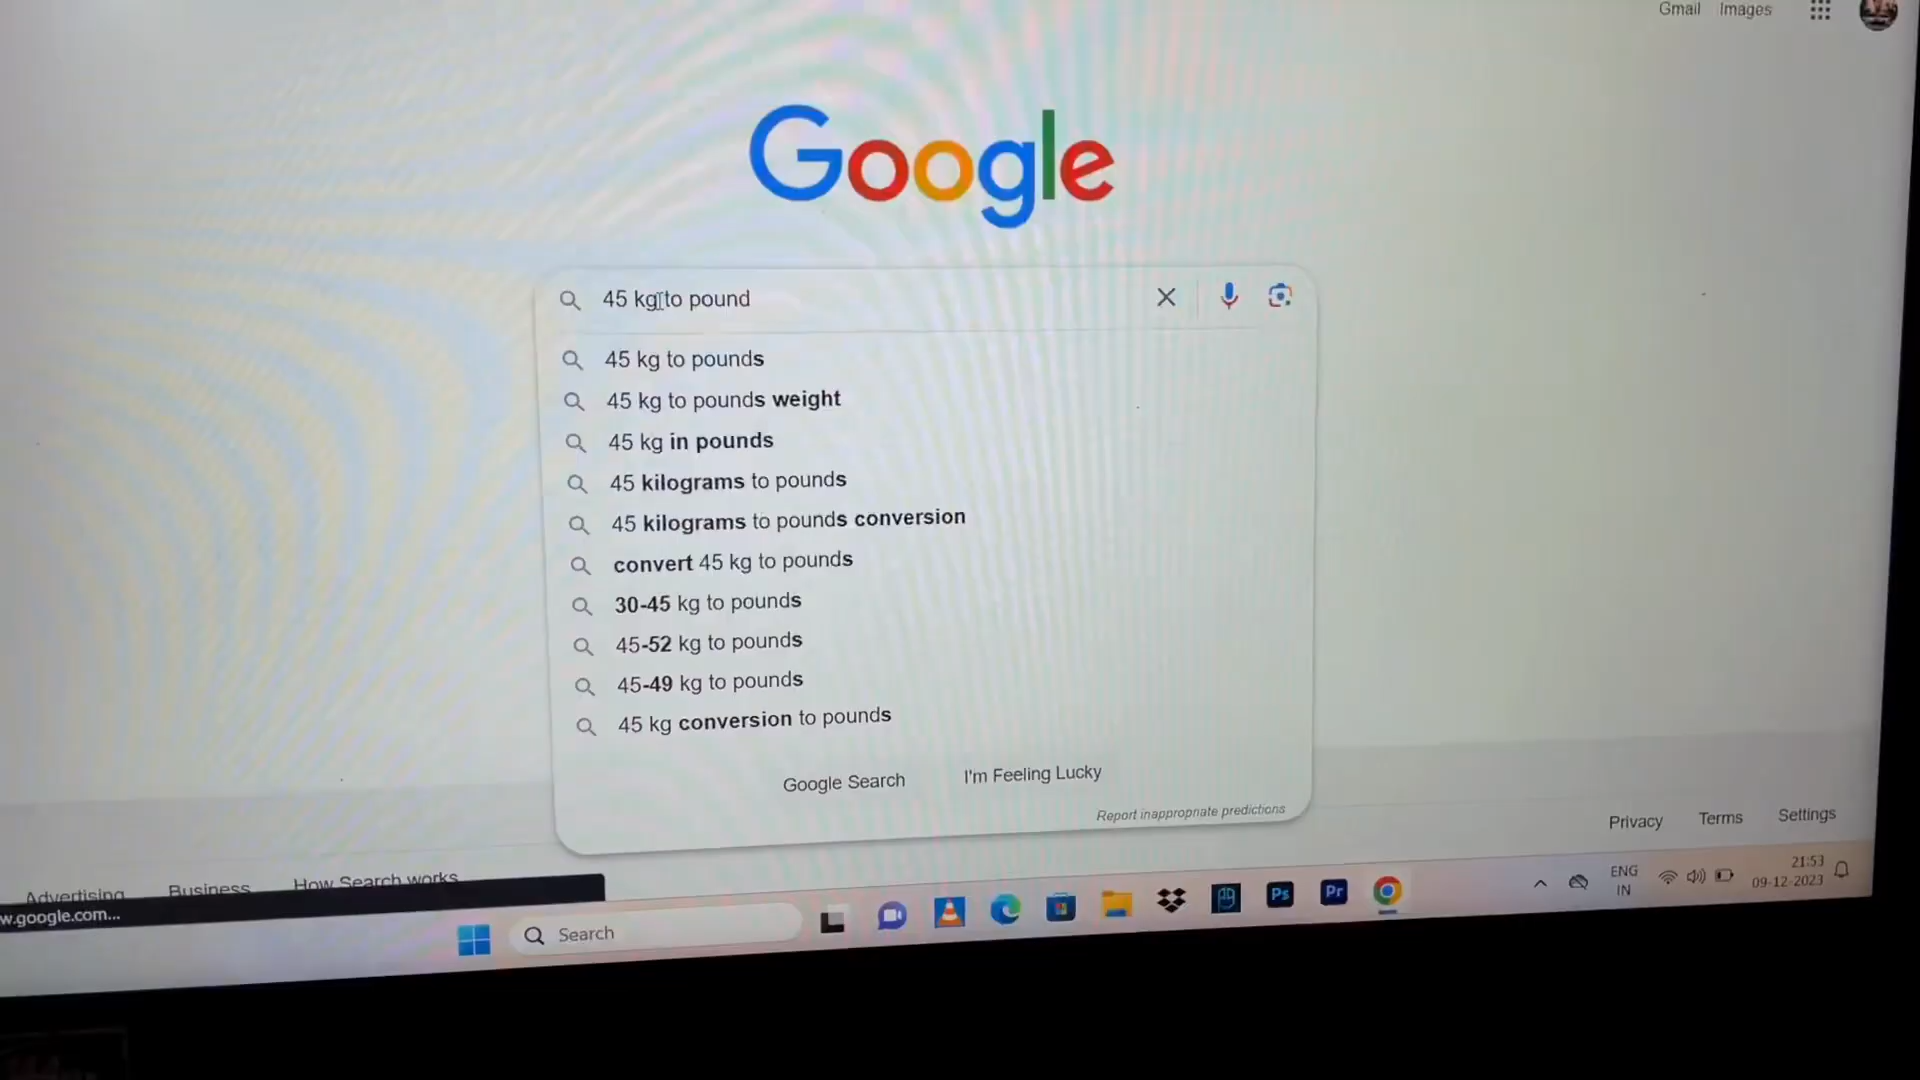 Gmail Images
Google
45 kg to pound
45 kg to pounds
45 kg to pounds weight
45 kg in pounds
45 kilograms to pounds
45 kilograms to pounds conversion
convert 45 kg to pounds
30-45 kg to pounds
45-52 kg to pounds
45-49 kg to pounds
45 kg conversion to pounds
Google Search I'm Feeling Lucky
Report inappropriate predictions
Privacy Terms Settings
Advertising Business How Search works
w.google.com...
Search
Ps
Pr
ENG
IN
21:53
09-12-2023